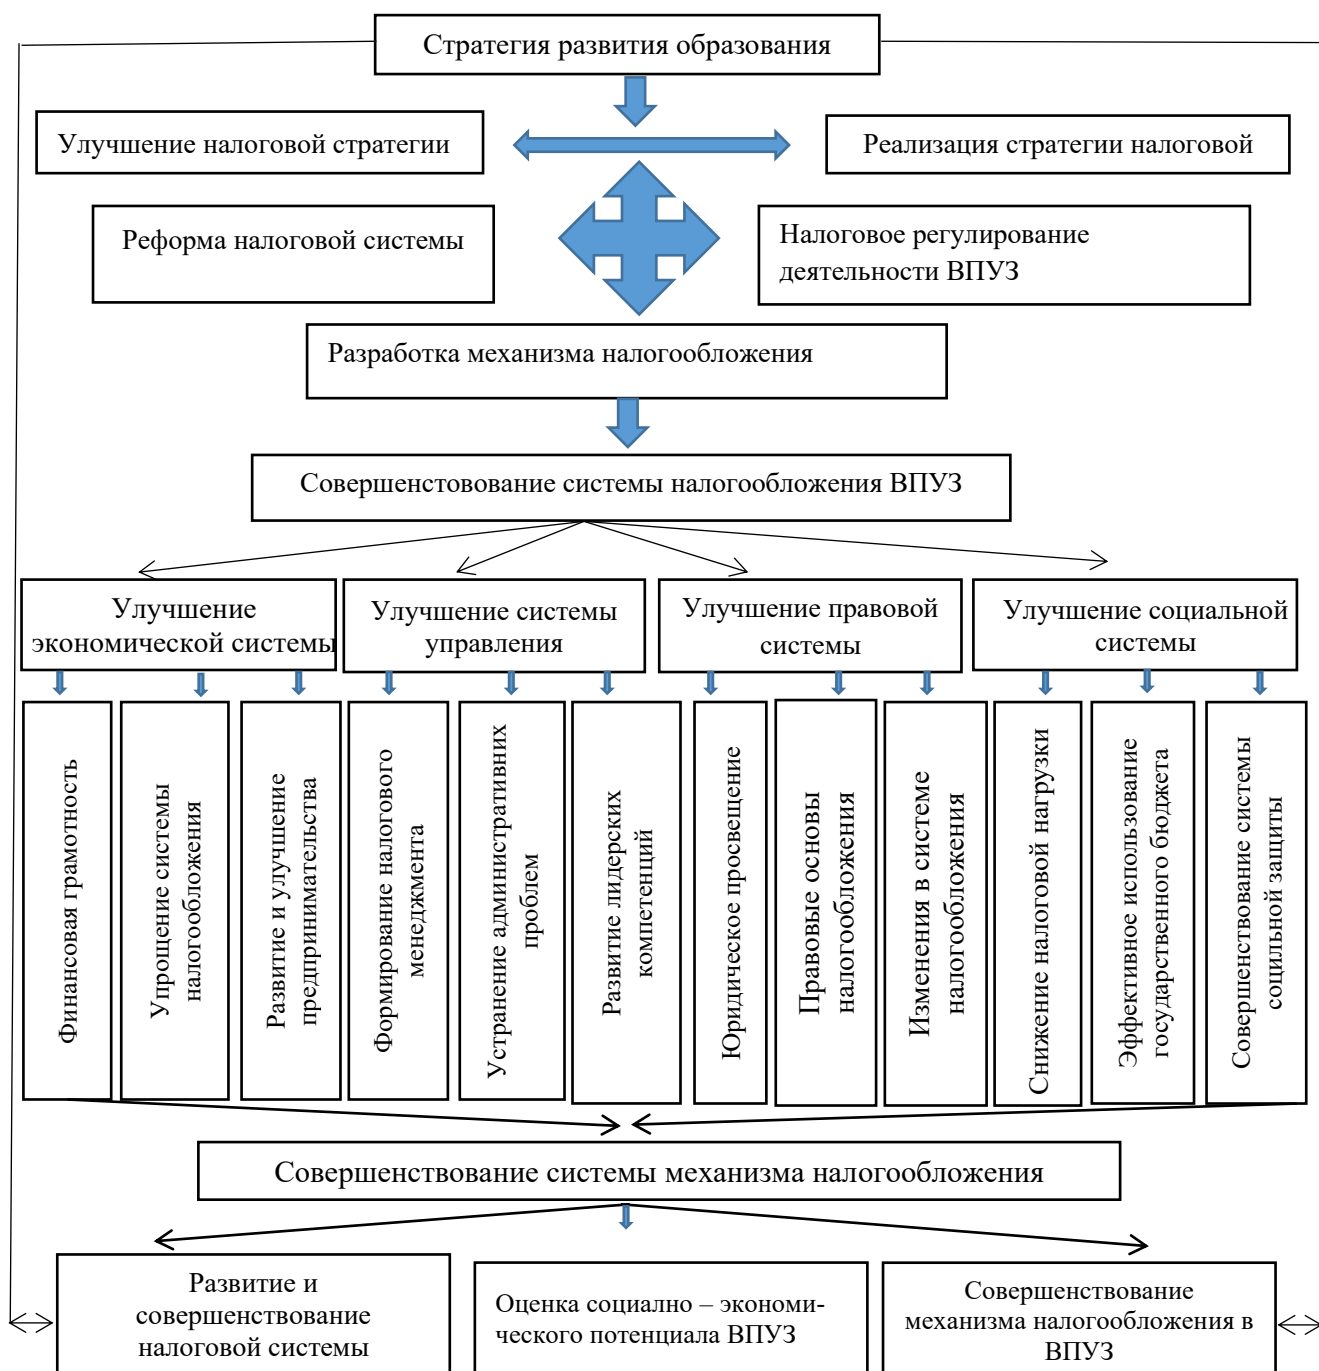 Стратегия развития образования
Улучшение налоговой стратегии
Реализация стратегии налоговой
Реформа налоговой системы
Налоговое регулирование
деятельности ВПУЗ
Разработка механизма налогообложения
Совершенстовование системы налогообложения ВПУЗ
Улучшение
экономической системы
Улучшение системы
управления
Улучшение правовой
системы
Улучшение социальной
системы
Финансовая грамотность
Упрощение системы
налогообложения
Развитие и улучшение
предпринимательства
Формирование налогового
менеджмента
Устранение административних
проблем
Развитие лидерских
компетенций
Юридическое просвещение
Правовые основы
налогообложения
Изменения в системе
налогообложения
Снижение налоговой нагрузки
Эффективное использование
государственного бюджета
Совершенствование системы
социльной защиты
Совершенствование системы механизма налогообложения
Развитие и
совершенствование
налоговой системы
Оценка социално – экономи-
ческого потенциала ВПУЗ
Совершенствование
механизма налогообложения в
ВПУЗ